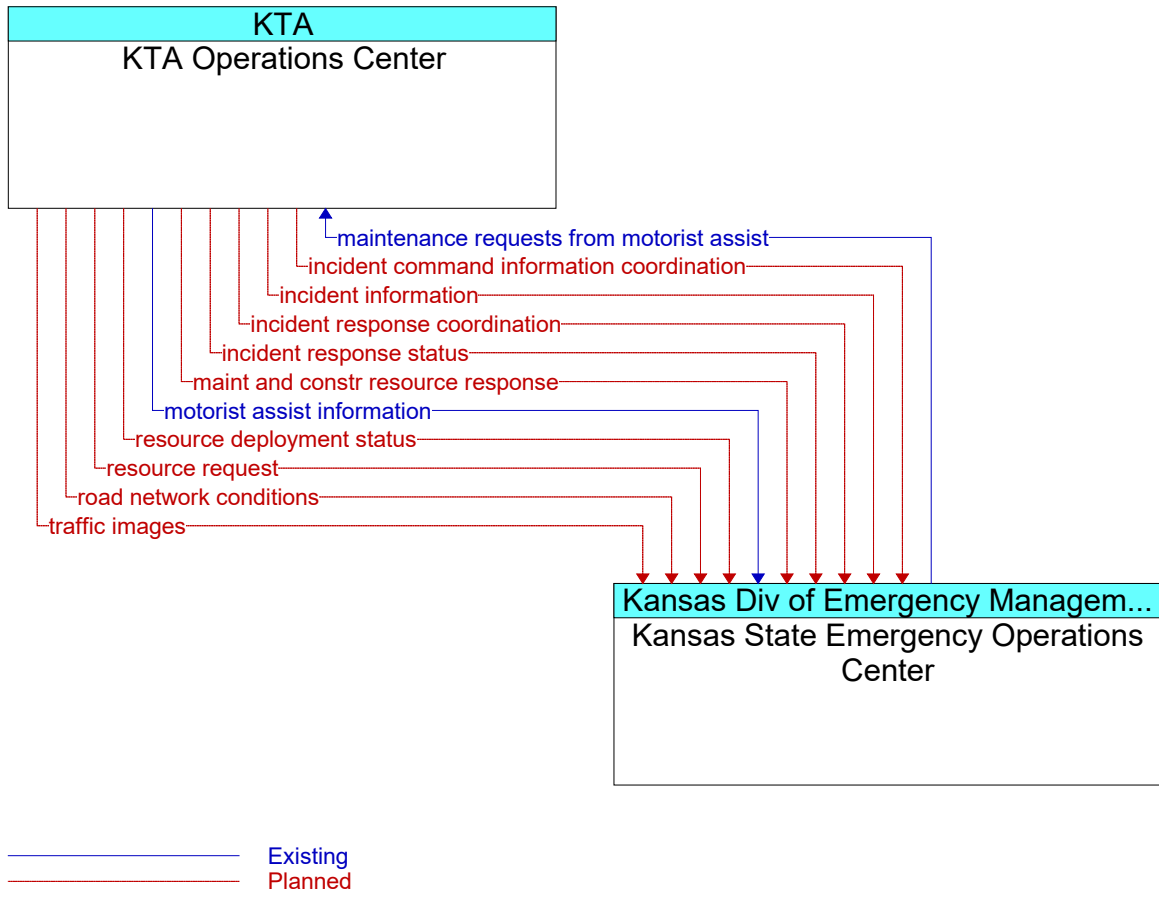 KTA
KTA Operations Center
maintenance requests from motorist assist
incident command information coordination
incident information
incident response coordination
incident response status
maint and constr resource response
motorist assist information
resource deployment status
resource request
road network conditions
traffic images
Kansas Div of Emergency Managem...
Kansas State Emergency Operations
Center
Existing
Planned